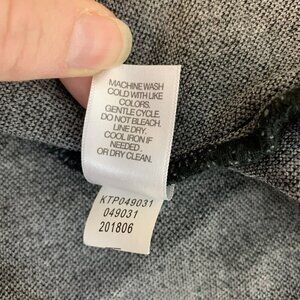 MACHINE WASH
COLD WITH LIKE
COLORS.
GENTLE CYCLE.
DO NOT BLEACH.
LINE DRY.
COOL IRON IF
NEEDED.
OR DRY CLEAN.
KTP049031
049031
201806